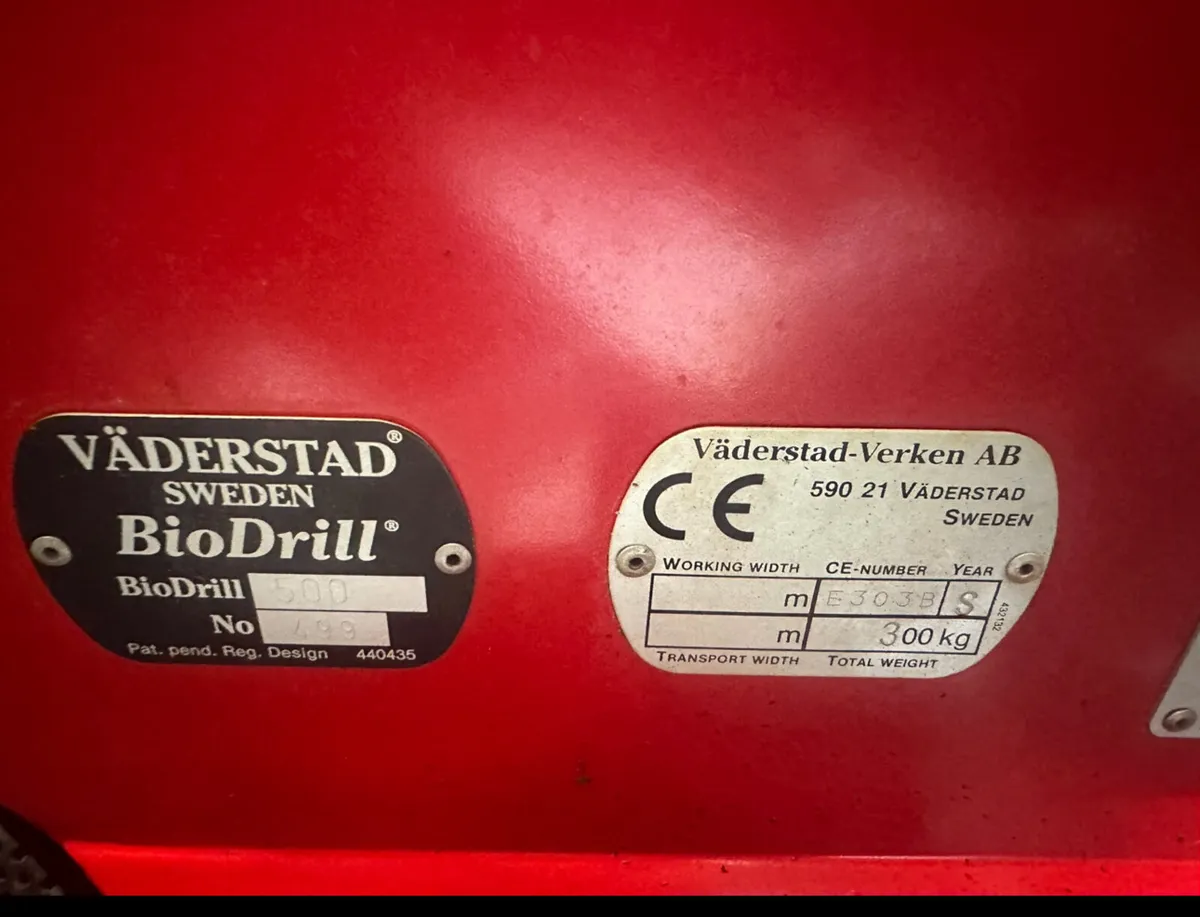 VÄDERSTAD®
SWEDEN
BioDrill®
BioDrill 500
No 499
Pat. pend. Reg. Design 440435
Väderstad-Verken AB
CE 590 21 VÄDERSTAD
SWEDEN
WORKING WIDTH CE-NUMBER YEAR
m E303B S
m 300 kg
432132
TRANSPORT WIDTH TOTAL WEIGHT